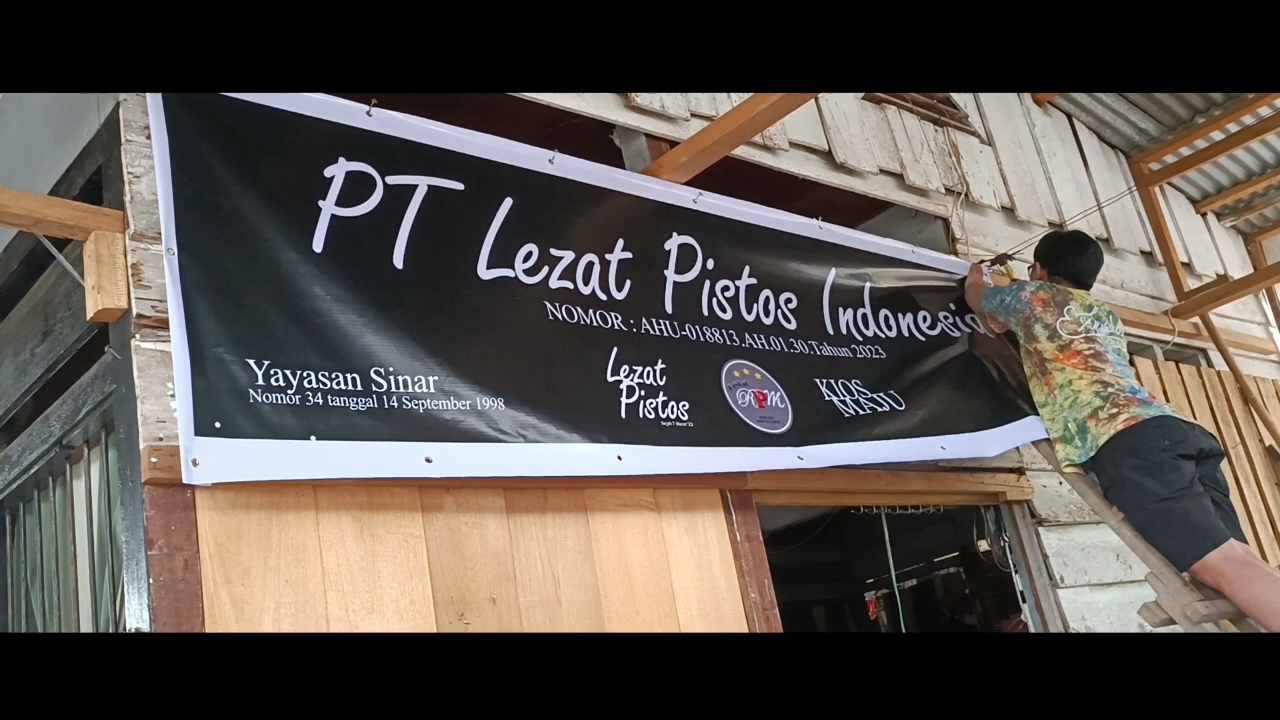 PT Lezat Pistos Indonesia
NOMOR : AHU-018813.AH.01.30.Tahun 2023
Yayasan Sinar
Nomor 34 tanggal 14 September 1998
Lezat
Pistos
RPM
KIOS
MAJU